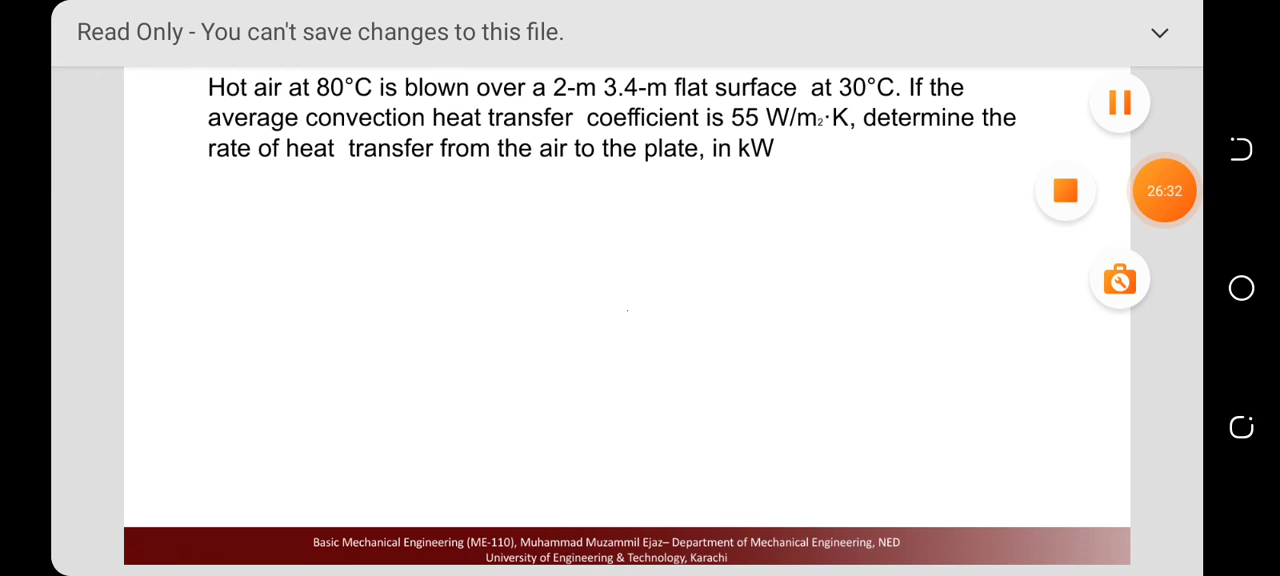 Read Only - You can't save changes to this file.
Hot air at 80°C is blown over a 2-m 3.4-m flat surface at 30°C. If the
average convection heat transfer coefficient is 55 W/m₂·K, determine the
rate of heat transfer from the air to the plate, in kW
26:32
Basic Mechanical Engineering (ME-110), Muhammad Muzammil Ejaz– Department of Mechanical Engineering, NED
University of Engineering & Technology, Karachi